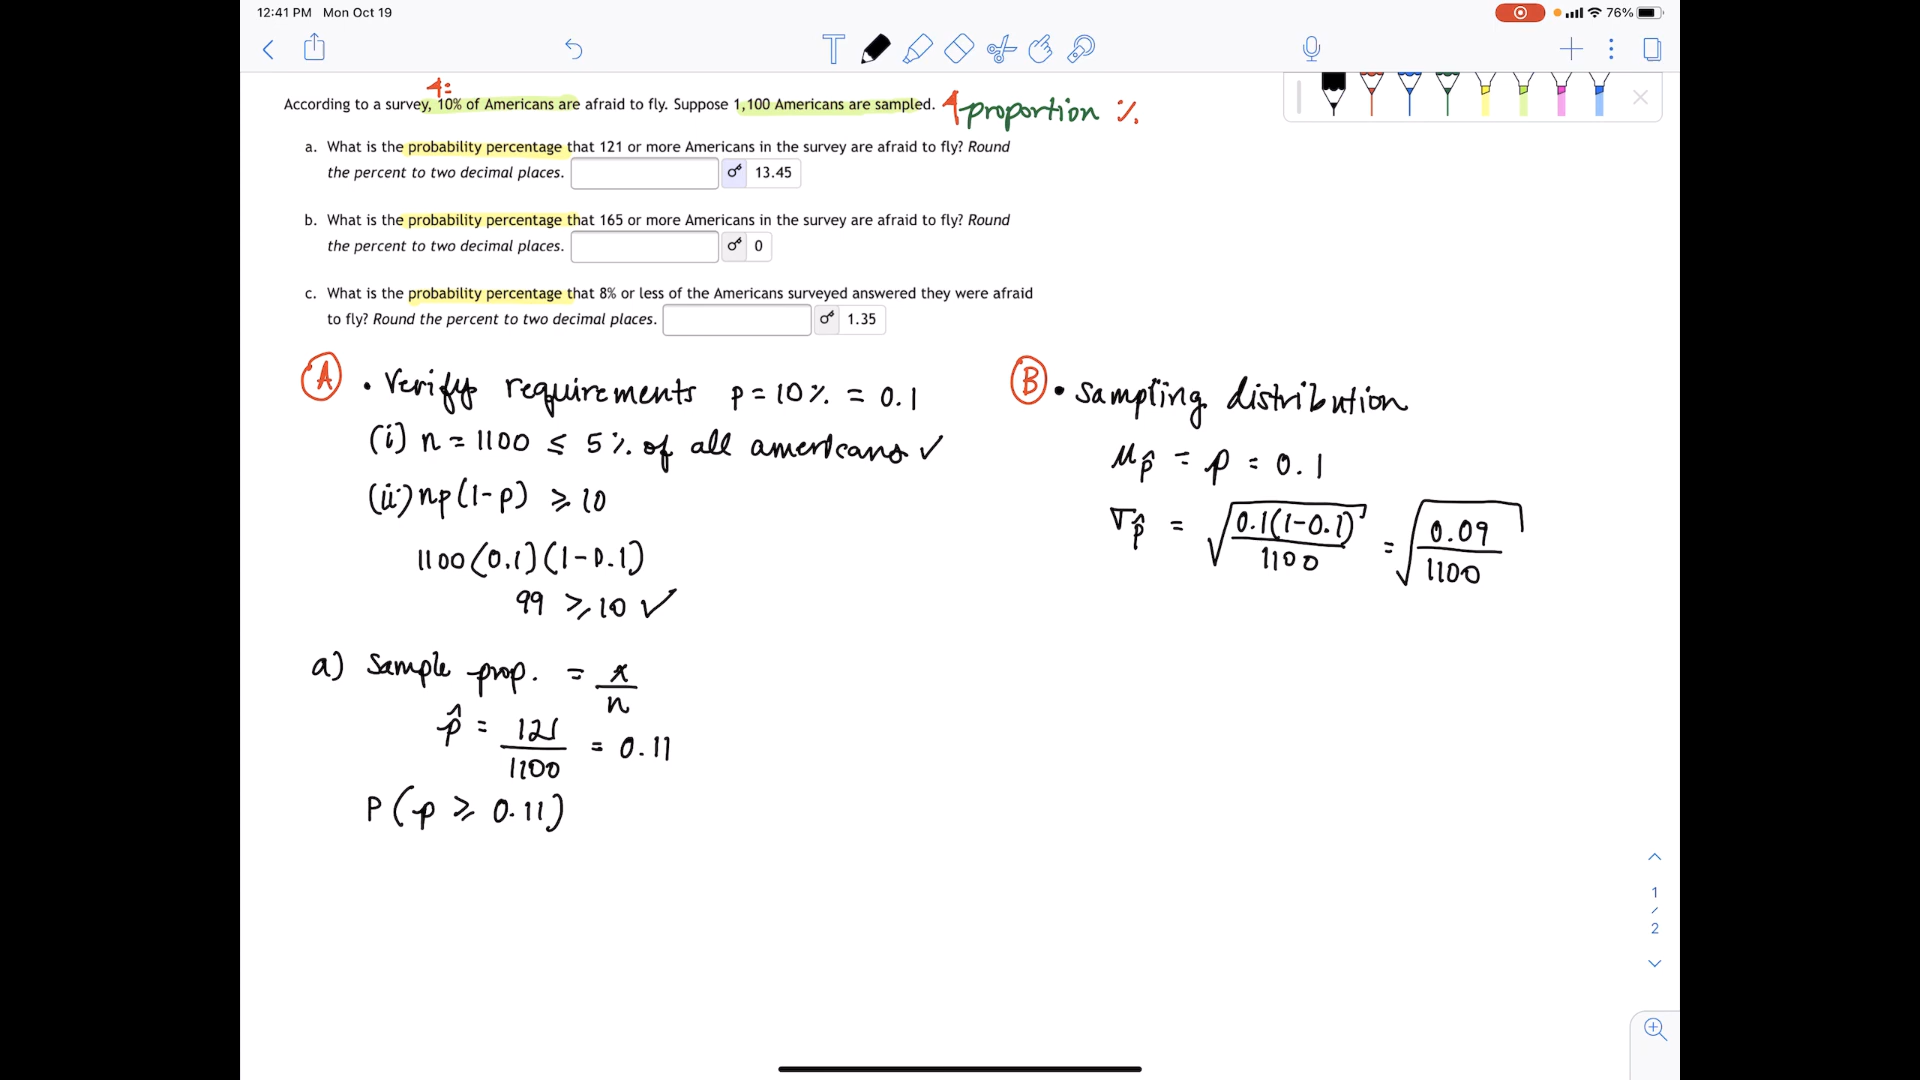 12:41 PM Mon Oct 19
76%
According to a survey, 10% of Americans are afraid to fly. Suppose 1,100 Americans are sampled.
proportion %
a. What is the probability percentage that 121 or more Americans in the survey are afraid to fly? Round
the percent to two decimal places. 13.45
b. What is the probability percentage that 165 or more Americans in the survey are afraid to fly? Round
the percent to two decimal places. 0
c. What is the probability percentage that 8% or less of the Americans surveyed answered they were afraid
to fly? Round the percent to two decimal places. 1.35
A • Verify requirements p = 10% = 0.1
(i) n = 1100 ≤ 5% of all americans ✓
(ii) np(1-p) ≥ 10
1100(0.1)(1-0.1)
99 ≥ 10 ✓
a) Sample prop. = x/n
p̂ = 121/1100 = 0.11
P(p ≥ 0.11)
B • Sampling distribution
μp̂ = p = 0.1
σp̂ = √(0.1(1-0.1)/1100) = √(0.09/1100)
1
/
2